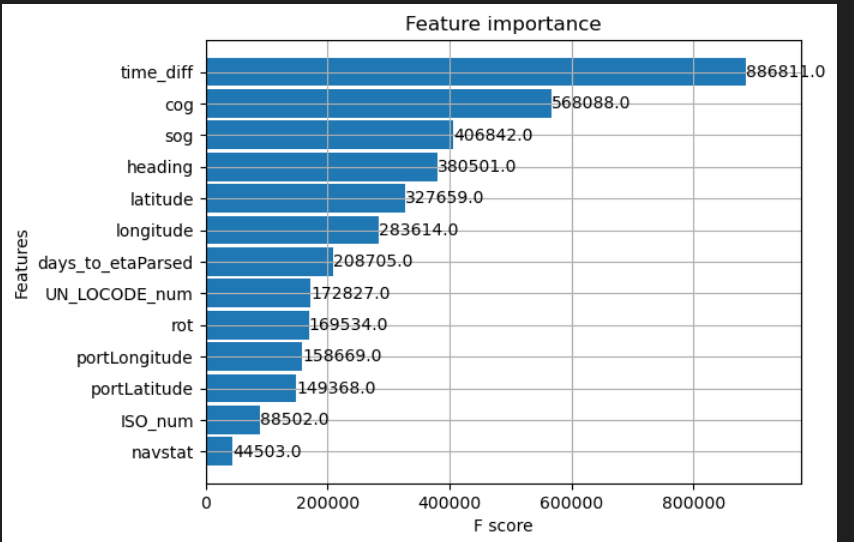 Feature importance
Features
time_diff 886811.0
cog 568088.0
sog 406842.0
heading 380501.0
latitude 327659.0
longitude 283614.0
days_to_etaParsed 208705.0
UN_LOCODE_num 172827.0
rot 169534.0
portLongitude 158669.0
portLatitude 149368.0
ISO_num 88502.0
navstat 44503.0
0 200000 400000 600000 800000
F score